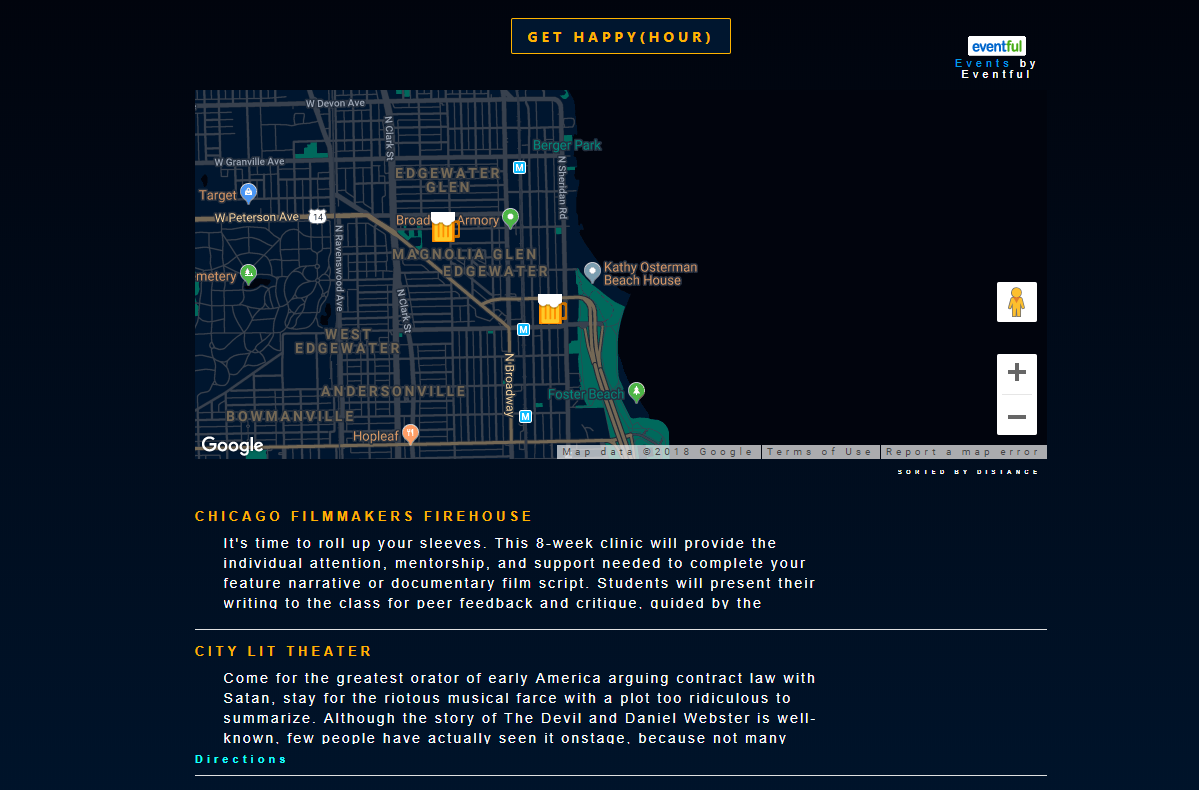 GET HAPPY(HOUR)
eventful
Events by
Eventful
W Devon Ave
N Clark St
Berger Park
W Granville Ave
N Sheridan Rd
EDGEWATER
GLEN
M
Target
W Peterson Ave
14
Broad
Armory
N Ravenswood Ave
MAGNOLIA GLEN
EDGEWATER
Kathy Osterman
Beach House
metery
N Clark St
M
WEST
EDGEWATER
N Broadway
ANDERSONVILLE
Foster Beach
BOWMANVILLE
M
Hopleaf
Google
Map data ©2018 Google
Terms of Use
Report a map error
SORTED BY DISTANCE
CHICAGO FILMMAKERS FIREHOUSE
It's time to roll up your sleeves. This 8-week clinic will provide the
individual attention, mentorship, and support needed to complete your
feature narrative or documentary film script. Students will present their
writing to the class for peer feedback and critique, guided by the
CITY LIT THEATER
Come for the greatest orator of early America arguing contract law with
Satan, stay for the riotous musical farce with a plot too ridiculous to
summarize. Although the story of The Devil and Daniel Webster is well-
known, few people have actually seen it onstage, because not many
Directions